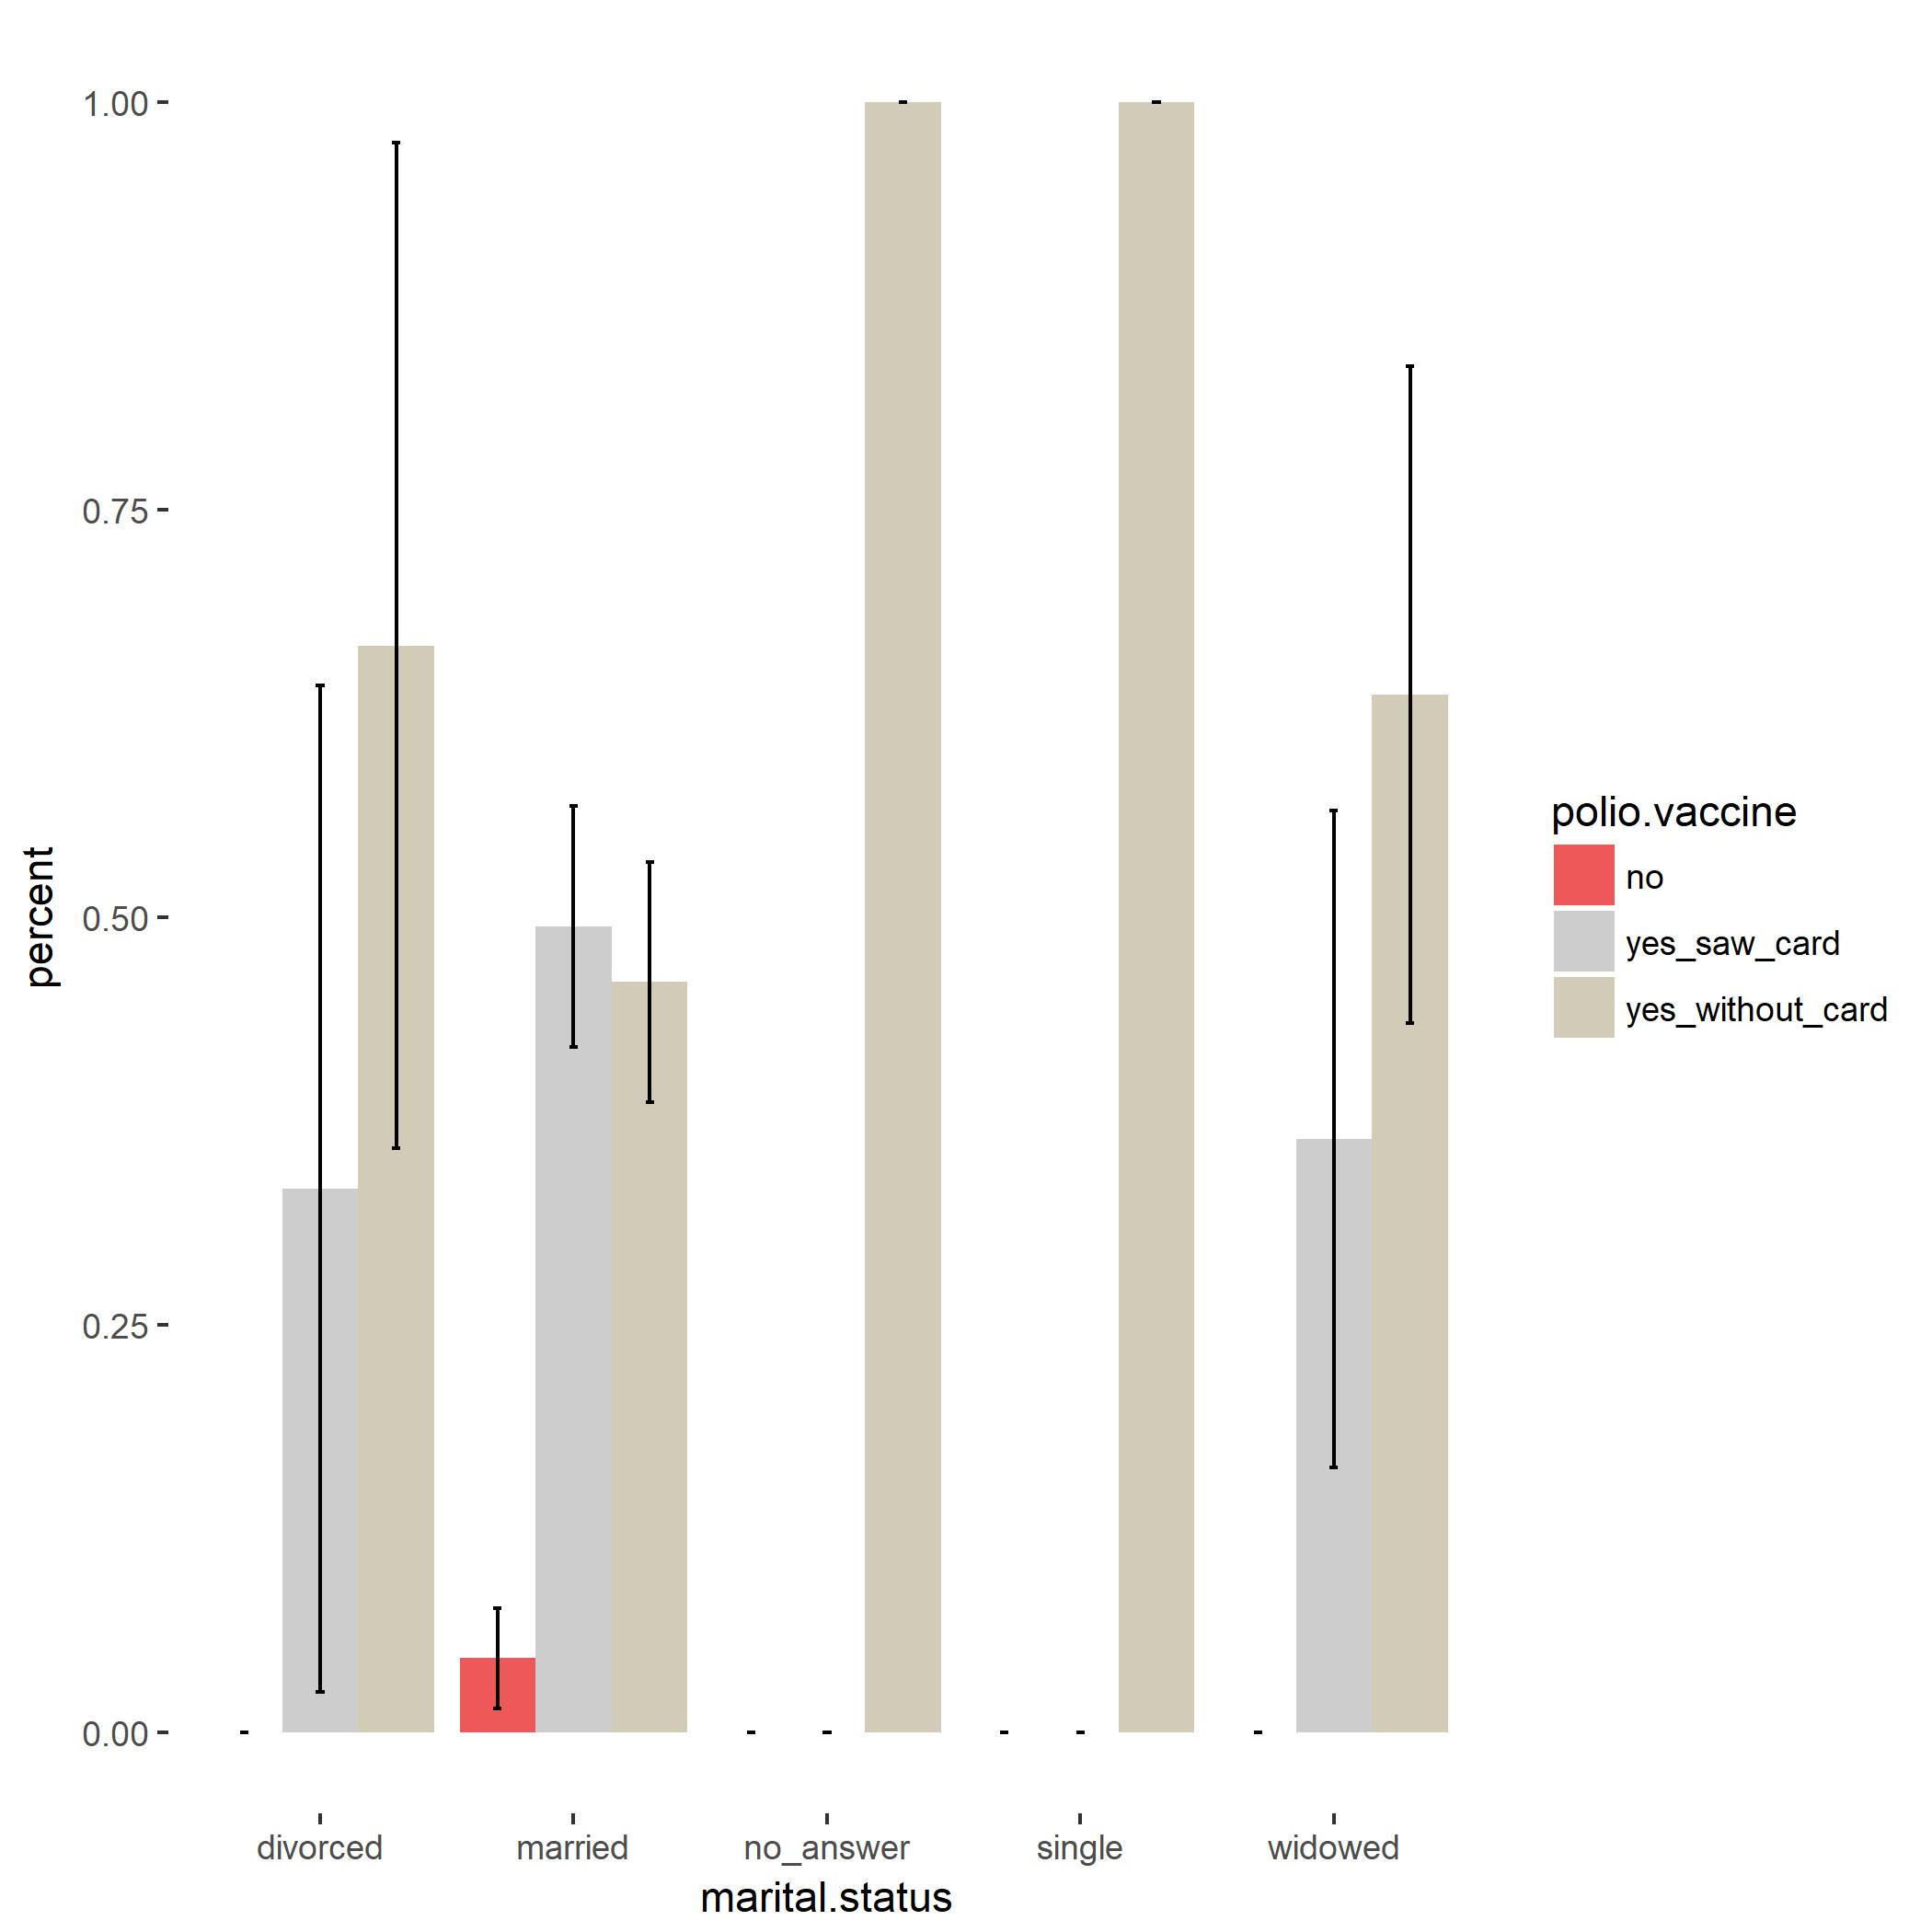 1.00
0.75
0.50
0.25
0.00
percent
divorced married no_answer single widowed
marital.status
polio.vaccine
no
yes_saw_card
yes_without_card